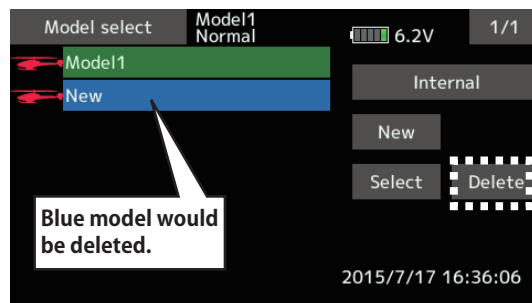 Model select
Model1
Normal
6.2V
1/1
Model1
New
Internal
New
Select
Delete
Blue model would
be deleted.
2015/7/17 16:36:06